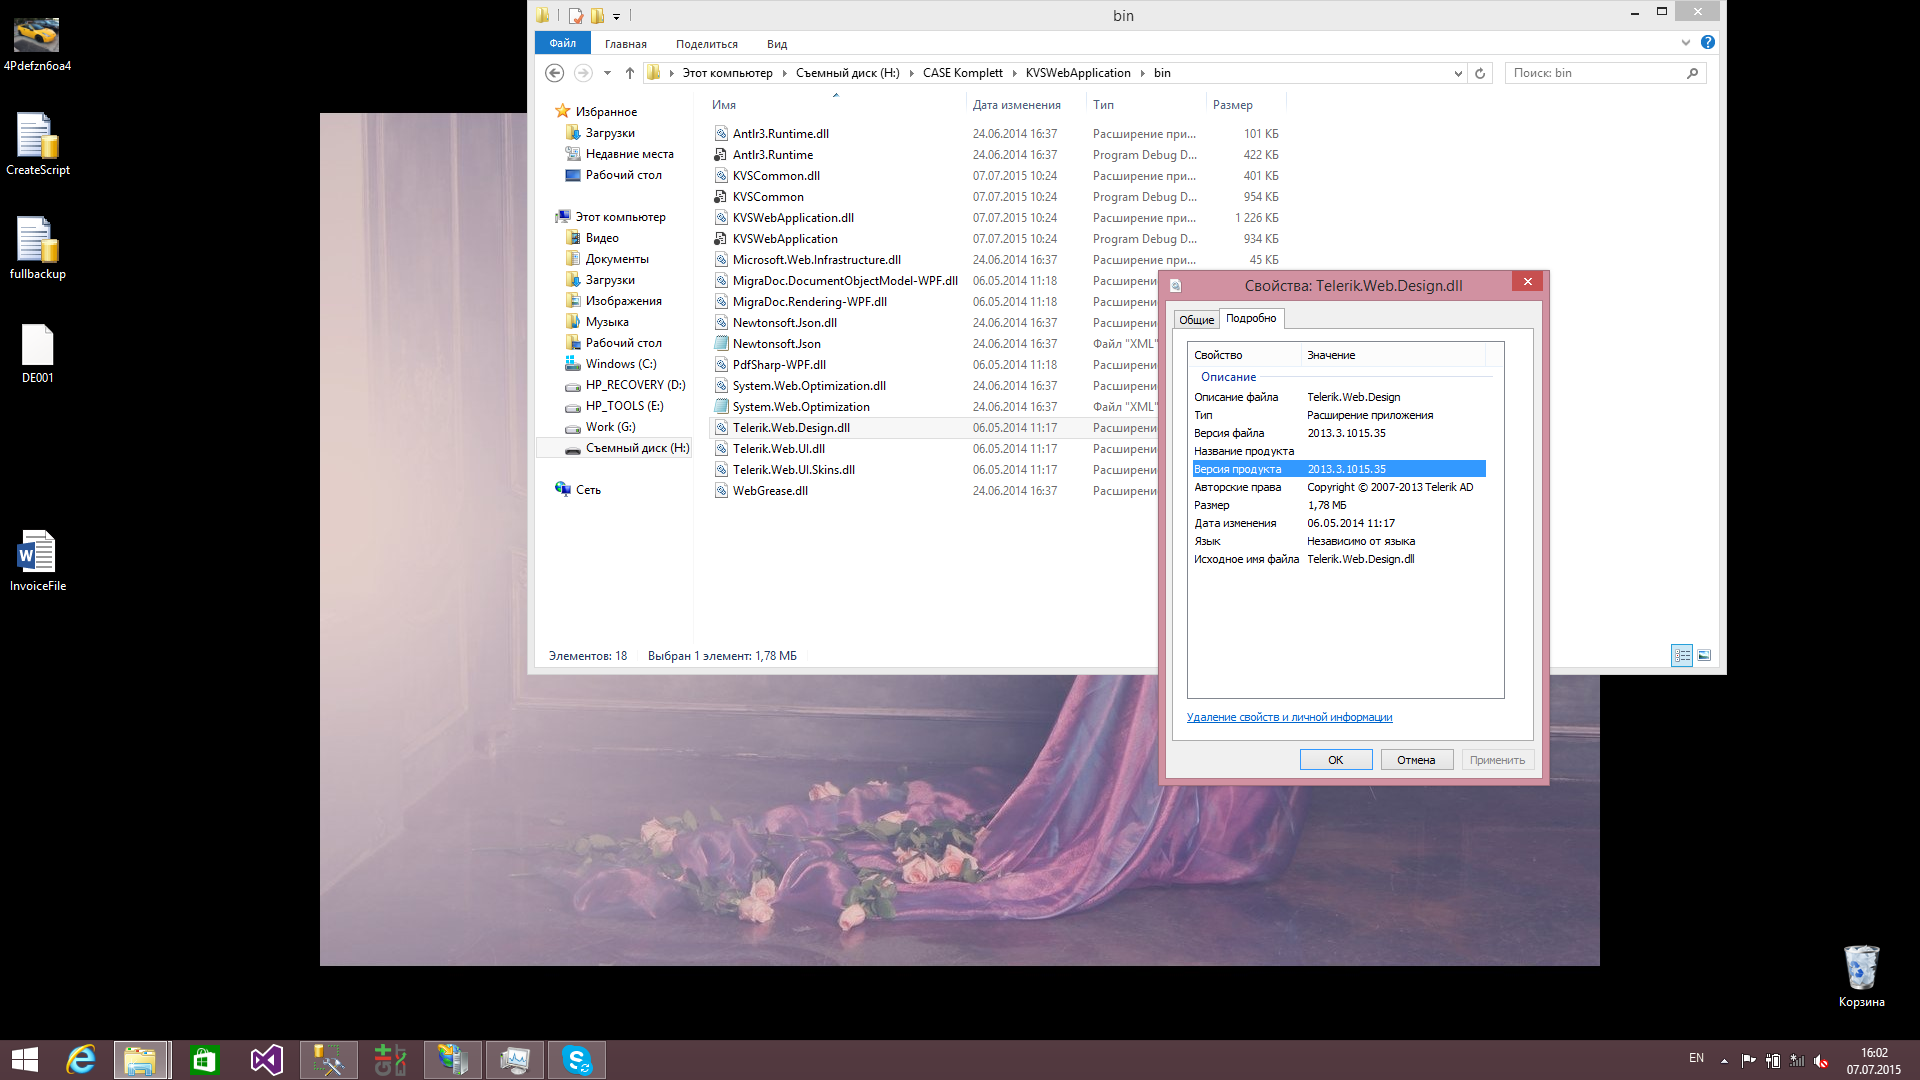 4Pdefzn6oa4
CreateScript
fullbackup
DE001
InvoiceFile
Корзина
bin
Файл
Главная
Поделиться
Вид
Этот компьютер
Съемный диск (H:)
CASE Komplett
KVSWebApplication
bin
Поиск: bin
Избранное
Загрузки
Недавние места
Рабочий стол
Этот компьютер
Видео
Документы
Загрузки
Изображения
Музыка
Рабочий стол
Windows (C:)
HP_RECOVERY (D:)
HP_TOOLS (E:)
Work (G:)
Съемный диск (H:)
Сеть
Имя Дата изменения Тип Размер
Antlr3.Runtime.dll 24.06.2014 16:37 Расширение при... 101 КБ
Antlr3.Runtime 24.06.2014 16:37 Program Debug D... 422 КБ
KVSCommon.dll 07.07.2015 10:24 Расширение при... 401 КБ
KVSCommon 07.07.2015 10:24 Program Debug D... 954 КБ
KVSWebApplication.dll 07.07.2015 10:24 Расширение при... 1 226 КБ
KVSWebApplication 07.07.2015 10:24 Program Debug D... 934 КБ
Microsoft.Web.Infrastructure.dll 24.06.2014 16:37 Расширение при... 45 КБ
MigraDoc.DocumentObjectModel-WPF.dll 06.05.2014 11:18 Расширени
MigraDoc.Rendering-WPF.dll 06.05.2014 11:18 Расширени
Newtonsoft.Json.dll 24.06.2014 16:37 Расширени
Newtonsoft.Json 24.06.2014 16:37 Файл "XML"
PdfSharp-WPF.dll 06.05.2014 11:18 Расширени
System.Web.Optimization.dll 24.06.2014 16:37 Расширени
System.Web.Optimization 24.06.2014 16:37 Файл "XML"
Telerik.Web.Design.dll 06.05.2014 11:17 Расширени
Telerik.Web.UI.dll 06.05.2014 11:17 Расширени
Telerik.Web.UI.Skins.dll 06.05.2014 11:17 Расширени
WebGrease.dll 24.06.2014 16:37 Расширени
Элементов: 18 Выбран 1 элемент: 1,78 МБ
Свойства: Telerik.Web.Design.dll
Общие
Подробно
Свойство Значение
Описание
Описание файла Telerik.Web.Design
Тип Расширение приложения
Версия файла 2013.3.1015.35
Название продукта
Версия продукта 2013.3.1015.35
Авторские права Copyright © 2007-2013 Telerik AD
Размер 1,78 МБ
Дата изменения 06.05.2014 11:17
Язык Независимо от языка
Исходное имя файла Telerik.Web.Design.dll
Удаление свойств и личной информации
OK
Отмена
Применить
EN
16:02
07.07.2015